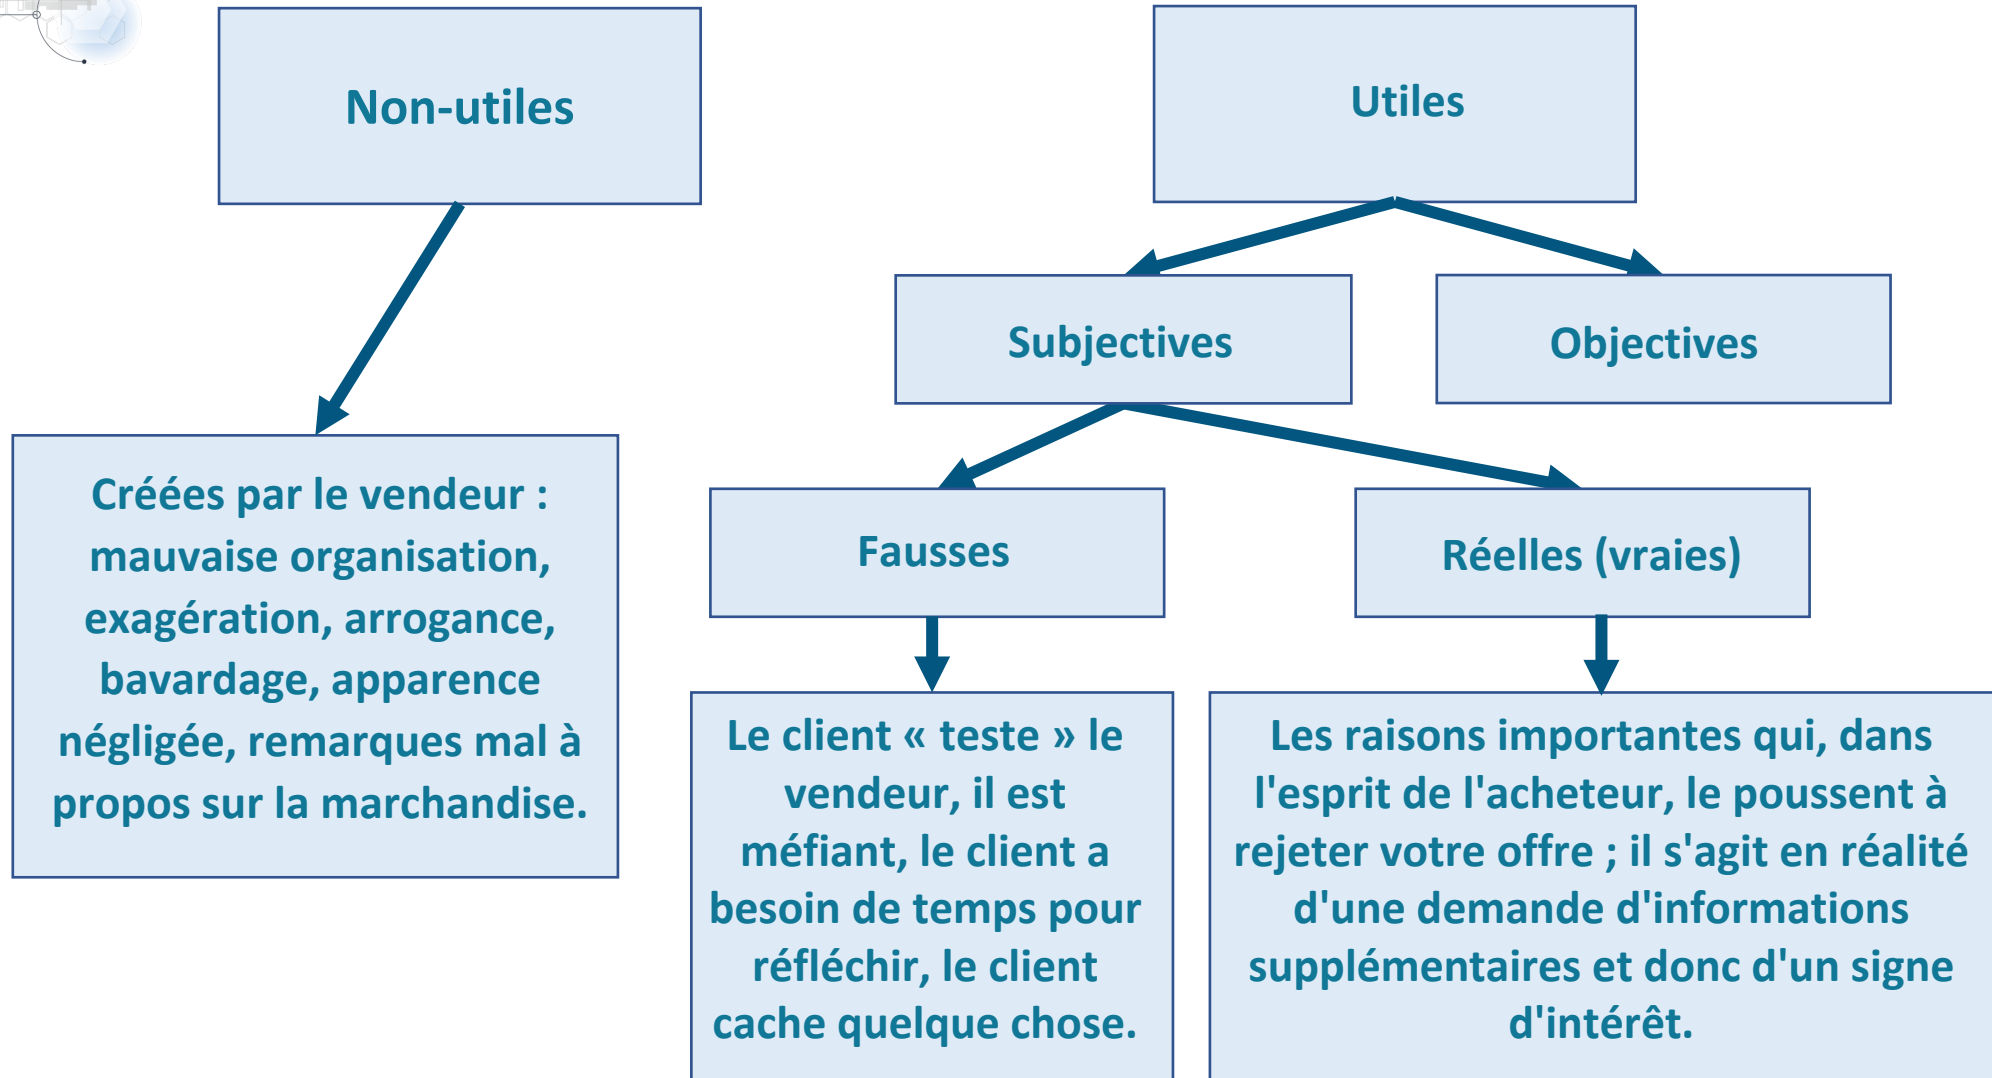 Non-utiles
Utiles
Subjectives
Objectives
Créées par le vendeur :
mauvaise organisation,
exagération, arrogance,
bavardage, apparence
négligée, remarques mal à
propos sur la marchandise.
Fausses
Réelles (vraies)
Le client « teste » le
vendeur, il est
méfiant, le client a
besoin de temps pour
réfléchir, le client
cache quelque chose.
Les raisons importantes qui, dans
l'esprit de l'acheteur, le poussent à
rejeter votre offre ; il s'agit en réalité
d'une demande d'informations
supplémentaires et donc d'un signe
d'intérêt.